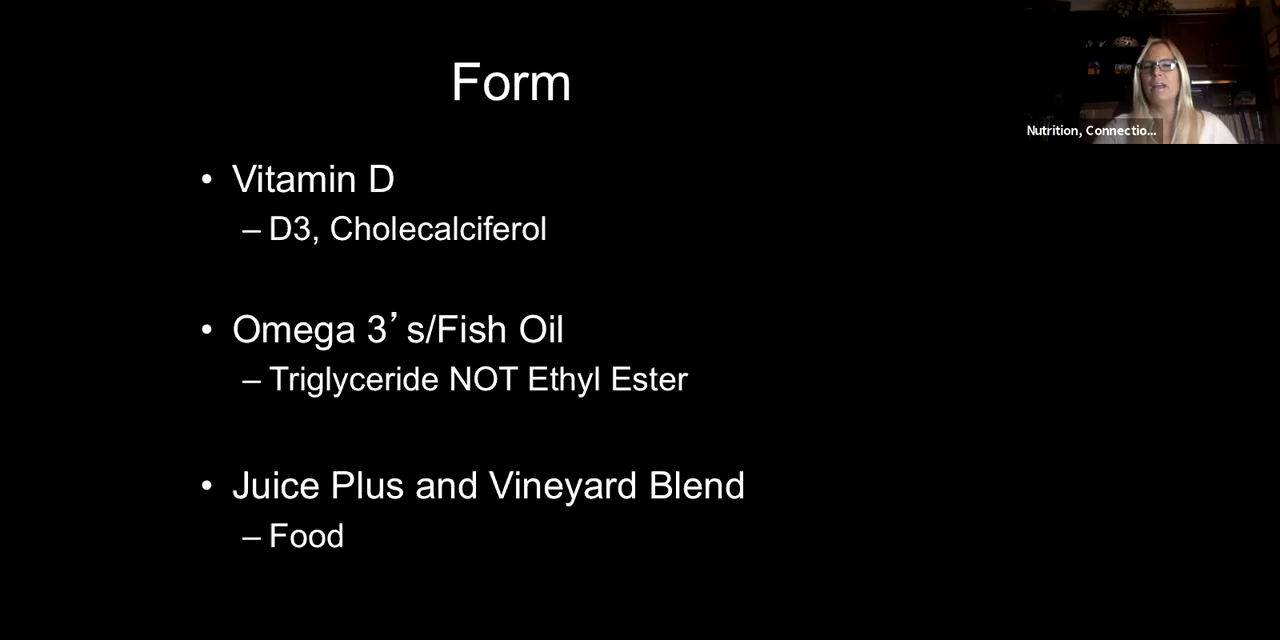 Form
• Vitamin D
– D3, Cholecalciferol
• Omega 3’s/Fish Oil
– Triglyceride NOT Ethyl Ester
• Juice Plus and Vineyard Blend
– Food
Nutrition, Connectio...